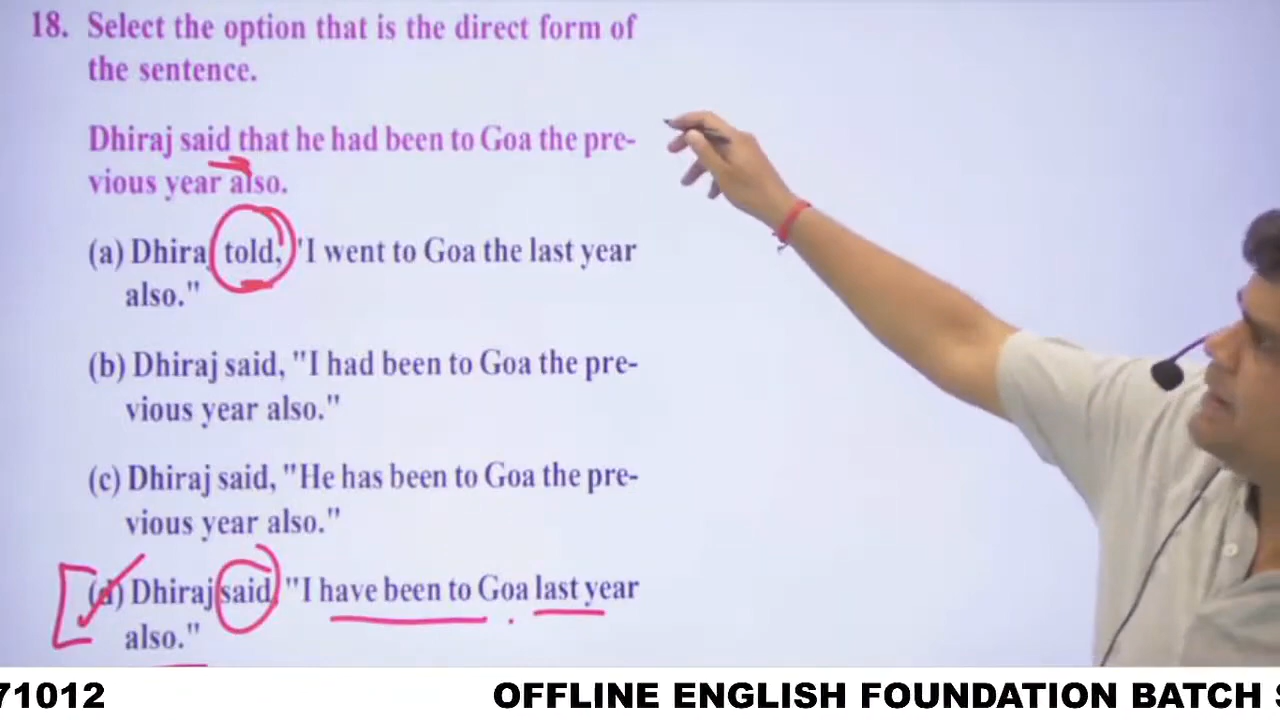 18. Select the option that is the direct form of
the sentence.
Dhiraj said that he had been to Goa the pre-
vious year also.
(a) Dhira told, 'I went to Goa the last year
also."
(b) Dhiraj said, "I had been to Goa the pre-
vious year also."
(c) Dhiraj said, "He has been to Goa the pre-
vious year also."
(d) Dhiraj said, "I have been to Goa last year
also."
71012 OFFLINE ENGLISH FOUNDATION BATCH S